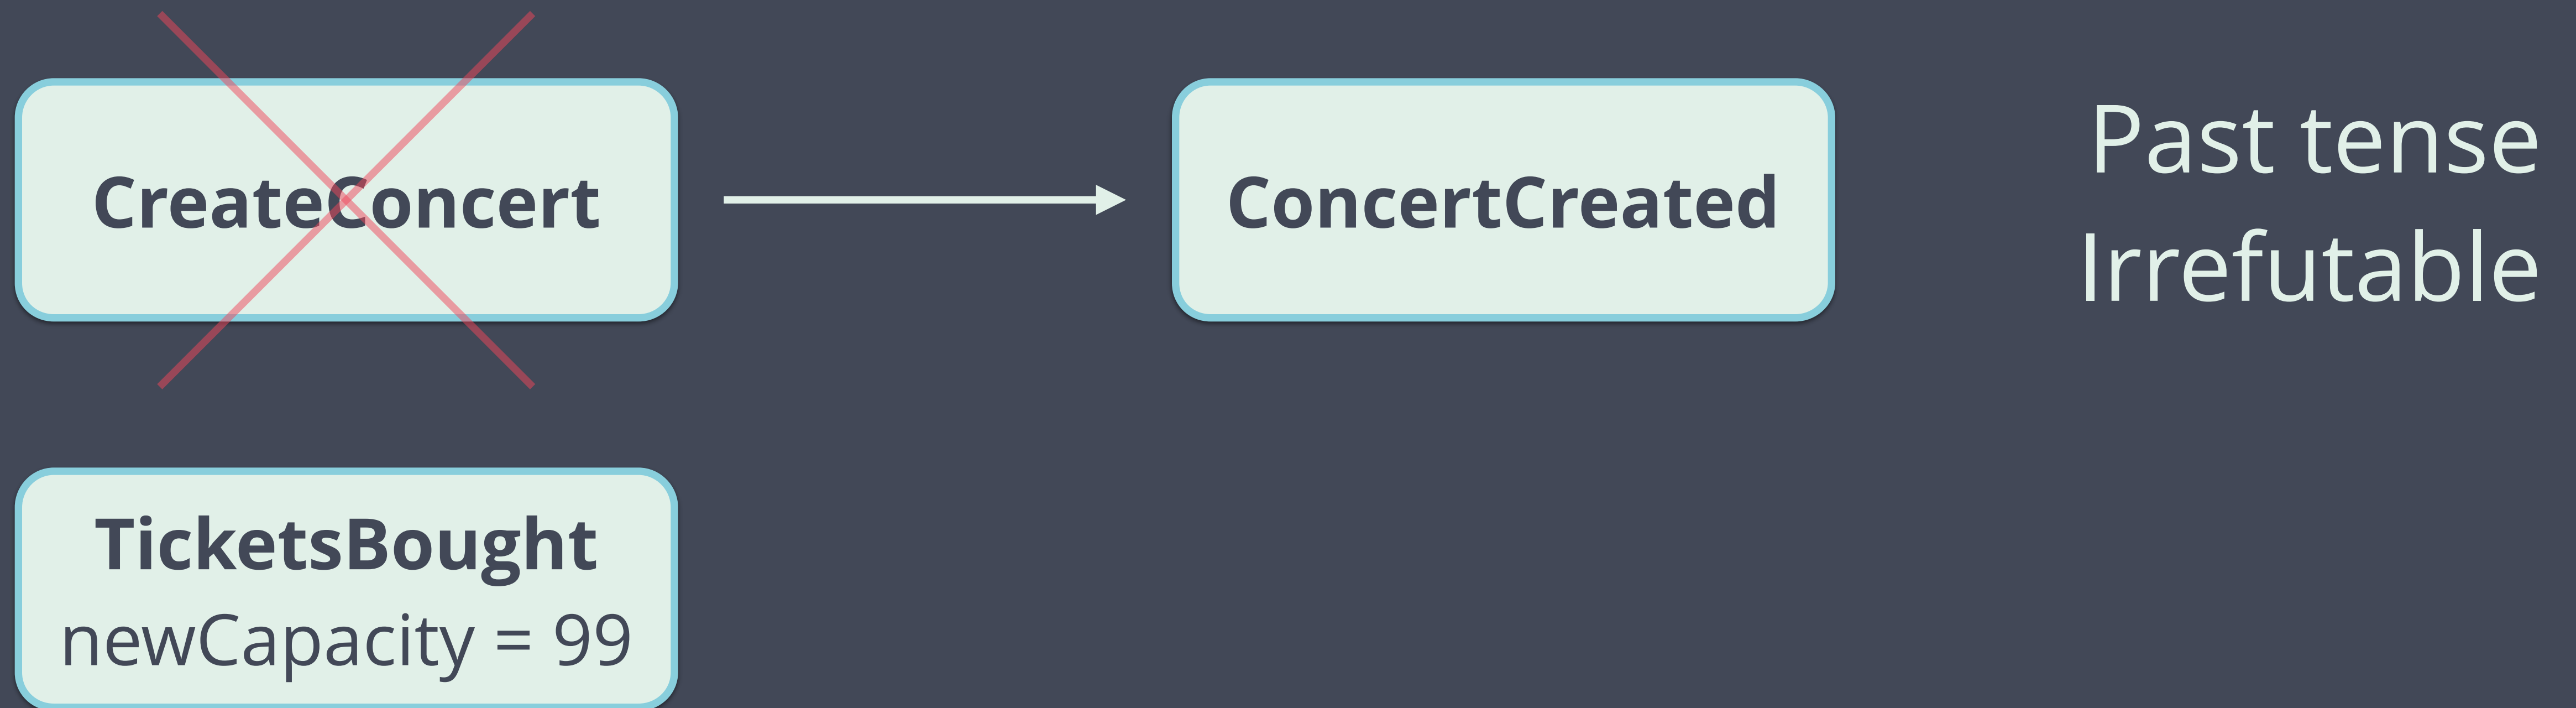 CreateConcert
ConcertCreated
Past tense
Irrefutable
TicketsBought
newCapacity = 99